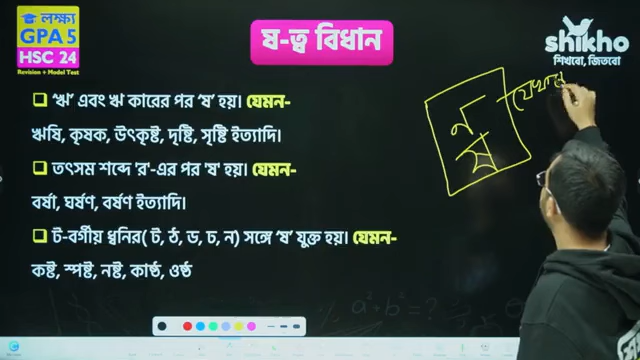 লক্ষ্য
GPA 5
HSC 24
Revision + Model Test
ষ-ত্ব বিধান
shikho
শিখবো, জিতবো
‘ঋ’ এবং ঋ কারের পর ‘ষ’ হয়। যেমন-
ঋষি, কৃষক, উৎকৃষ্ট, দৃষ্টি, সৃষ্টি ইত্যাদি।
তৎসম শব্দে ‘র’-এর পর ‘ষ’ হয়। যেমন-
বর্ষা, ঘর্ষণ, বর্ষণ ইত্যাদি।
ট-বর্গীয় ধ্বনির( ট, ঠ, ড, ঢ, ন) সঙ্গে ‘ষ’ যুক্ত হয়। যেমন-
কষ্ট, স্পষ্ট, নষ্ট, কাষ্ঠ, ওষ্ঠ
ষ
a² + b² = ?